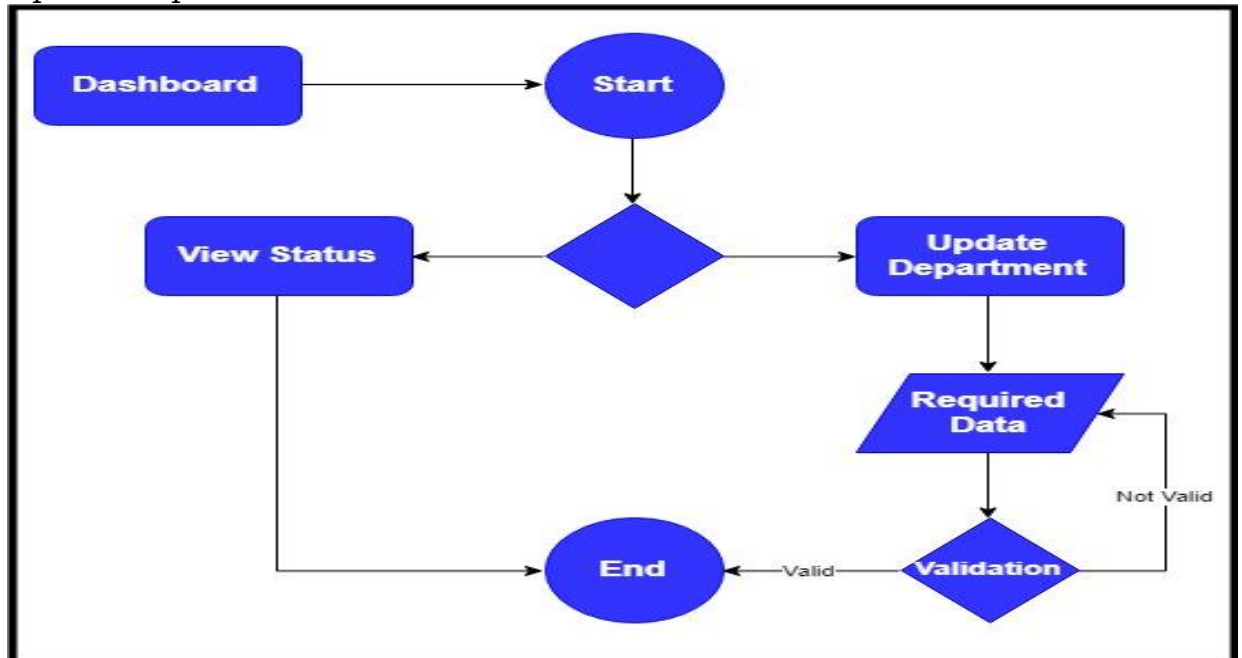 Dashboard
Start
View Status
Update
Department
Required
Data
Not Valid
End
Valid
Validation